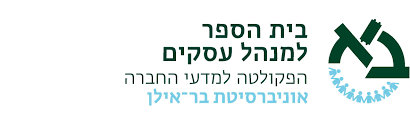 בית הספר
למנהל עסקים
הפקולטה למדעי החברה
אוניברסיטת בר־אילן